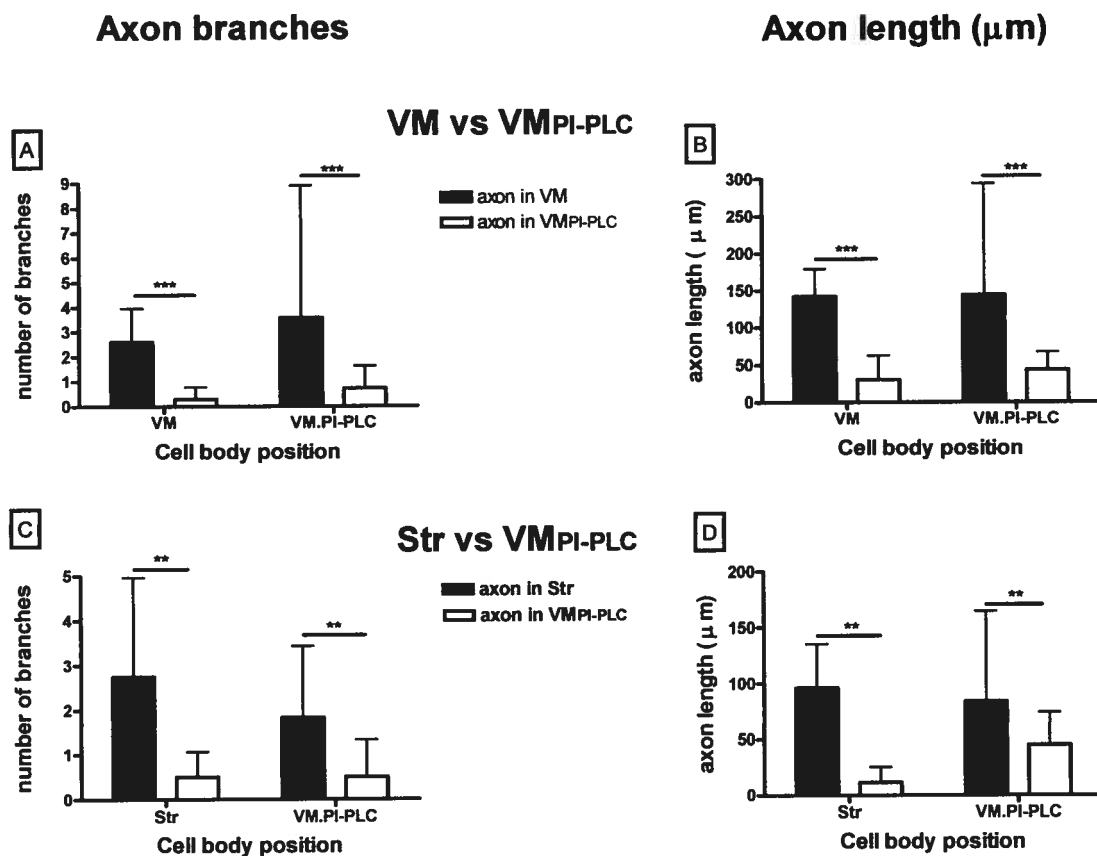 Axon branches
Axon length (μm)
VM vs VMPI-PLC
A
number of branches
9
8
7
6
5
4
3
2
1
0
***
***
VM
VM.PI-PLC
Cell body position
axon in VM
axon in VMPI-PLC
B
axon length ( μ m)
300
250
200
150
100
50
0
***
***
VM
VM.PI-PLC
Cell body position
Str vs VMPI-PLC
C
number of branches
5
4
3
2
1
0
**
**
Str
VM.PI-PLC
Cell body position
axon in Str
axon in VMPI-PLC
D
axon length ( μ m)
200
150
100
50
0
**
**
Str
VM.PI-PLC
Cell body position